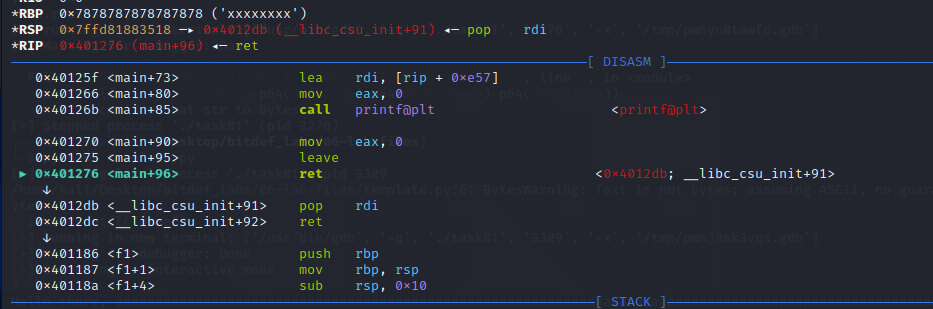 *RBP 0×7878787878787878 ('xxxxxxxx')
*RSP 0×7ffd81883518 —▸ 0×4012db (__libc_csu_init+91) ◂— pop rdi
*RIP 0×401276 (main+96) ◂— ret
[ DISASM ]
0×40125f <main+73> lea rdi, [rip + 0×e57]
0×401266 <main+80> mov eax, 0
0×40126b <main+85> call printf@plt <printf@plt>
0×401270 <main+90> mov eax, 0
0×401275 <main+95> leave
► 0×401276 <main+96> ret <0×4012db; __libc_csu_init+91>
↓
0×4012db <__libc_csu_init+91> pop rdi
0×4012dc <__libc_csu_init+92> ret
↓
0×401186 <f1> push rbp
0×401187 <f1+1> mov rbp, rsp
0×40118a <f1+4> sub rsp, 0×10
[ STACK ]